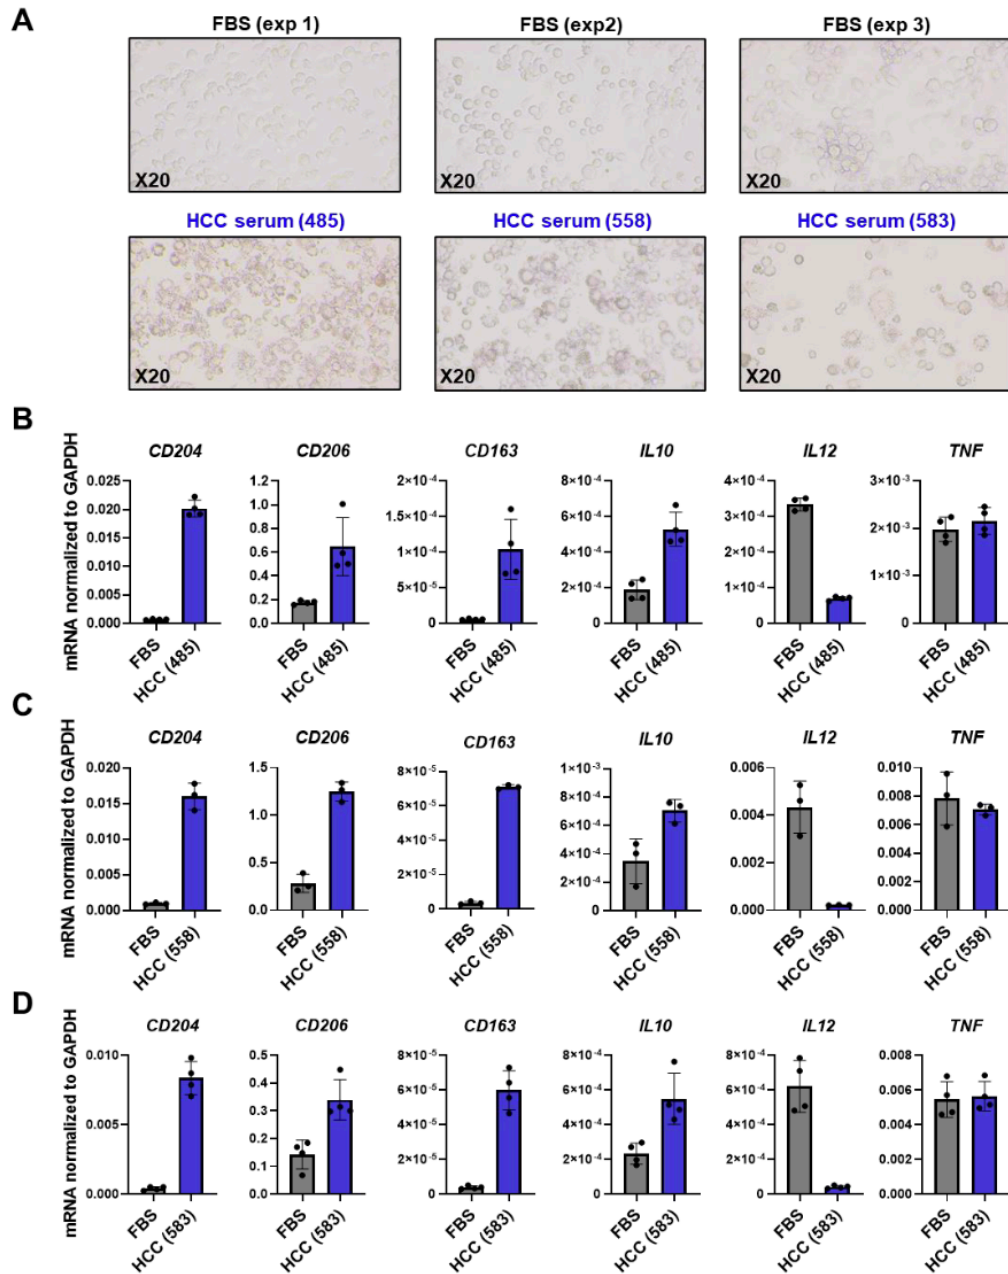 A
FBS (exp 1) FBS (exp2) FBS (exp 3)
X20 X20 X20
HCC serum (485) HCC serum (558) HCC serum (583)
X20 X20 X20
B
mRNA normalized to GAPDH
CD204 CD206 CD163 IL10 IL12 TNF
0.025 1.2 2×10⁻⁴ 8×10⁻⁴ 4×10⁻⁴ 3×10⁻³
0.020 1.0 1×10⁻⁴ 6×10⁻⁴ 3×10⁻⁴ 2×10⁻³
0.015 0.8 1×10⁻⁴ 4×10⁻⁴ 2×10⁻⁴ 1×10⁻³
0.010 0.6 5×10⁻⁵ 2×10⁻⁴ 1×10⁻⁴ 0
0.005 0.4 0 0 0
0.000 0.2
0.0
FBS FBS FBS FBS FBS FBS
HCC (485) HCC (485) HCC (485) HCC (485) HCC (485) HCC (485)
C
mRNA normalized to GAPDH
CD204 CD206 CD163 IL10 IL12 TNF
0.020 1.5 8×10⁻⁵ 1×10⁻³ 0.006 0.010
0.015 1.0 6×10⁻⁵ 8×10⁻⁴ 0.004 0.008
0.010 0.5 4×10⁻⁵ 6×10⁻⁴ 0.002 0.006
0.005 0.0 2×10⁻⁵ 4×10⁻⁴ 0.000 0.004
0.000 0 2×10⁻⁴ 0.002
0 0.000
FBS FBS FBS FBS FBS FBS
HCC (558) HCC (558) HCC (558) HCC (558) HCC (558) HCC (558)
D
mRNA normalized to GAPDH
CD204 CD206 CD163 IL10 IL12 TNF
0.010 0.5 8×10⁻⁵ 8×10⁻⁴ 8×10⁻⁴ 0.008
0.005 0.4 6×10⁻⁵ 6×10⁻⁴ 6×10⁻⁴ 0.006
0.000 0.3 4×10⁻⁵ 4×10⁻⁴ 4×10⁻⁴ 0.004
0.2 2×10⁻⁵ 2×10⁻⁴ 2×10⁻⁴ 0.002
0.1 0 0 0 0.000
0.0
FBS FBS FBS FBS FBS FBS
HCC (583) HCC (583) HCC (583) HCC (583) HCC (583) HCC (583)